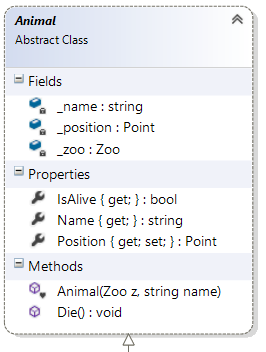 Animal
Abstract Class
Fields
_name : string
_position : Point
_zoo : Zoo
Properties
IsAlive { get; } : bool
Name { get; } : string
Position { get; set; } : Point
Methods
Animal(Zoo z, string name)
Die() : void